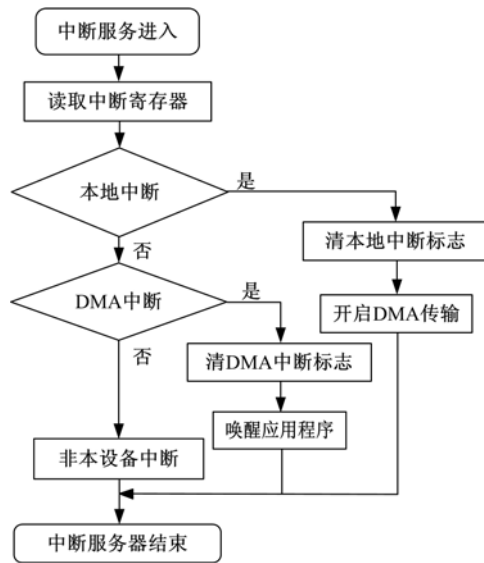 中断服务进入
读取中断寄存器
本地中断
是
否
清本地中断标志
DMA中断
是
开启DMA传输
否
清DMA中断标志
唤醒应用程序
非本设备中断
中断服务器结束